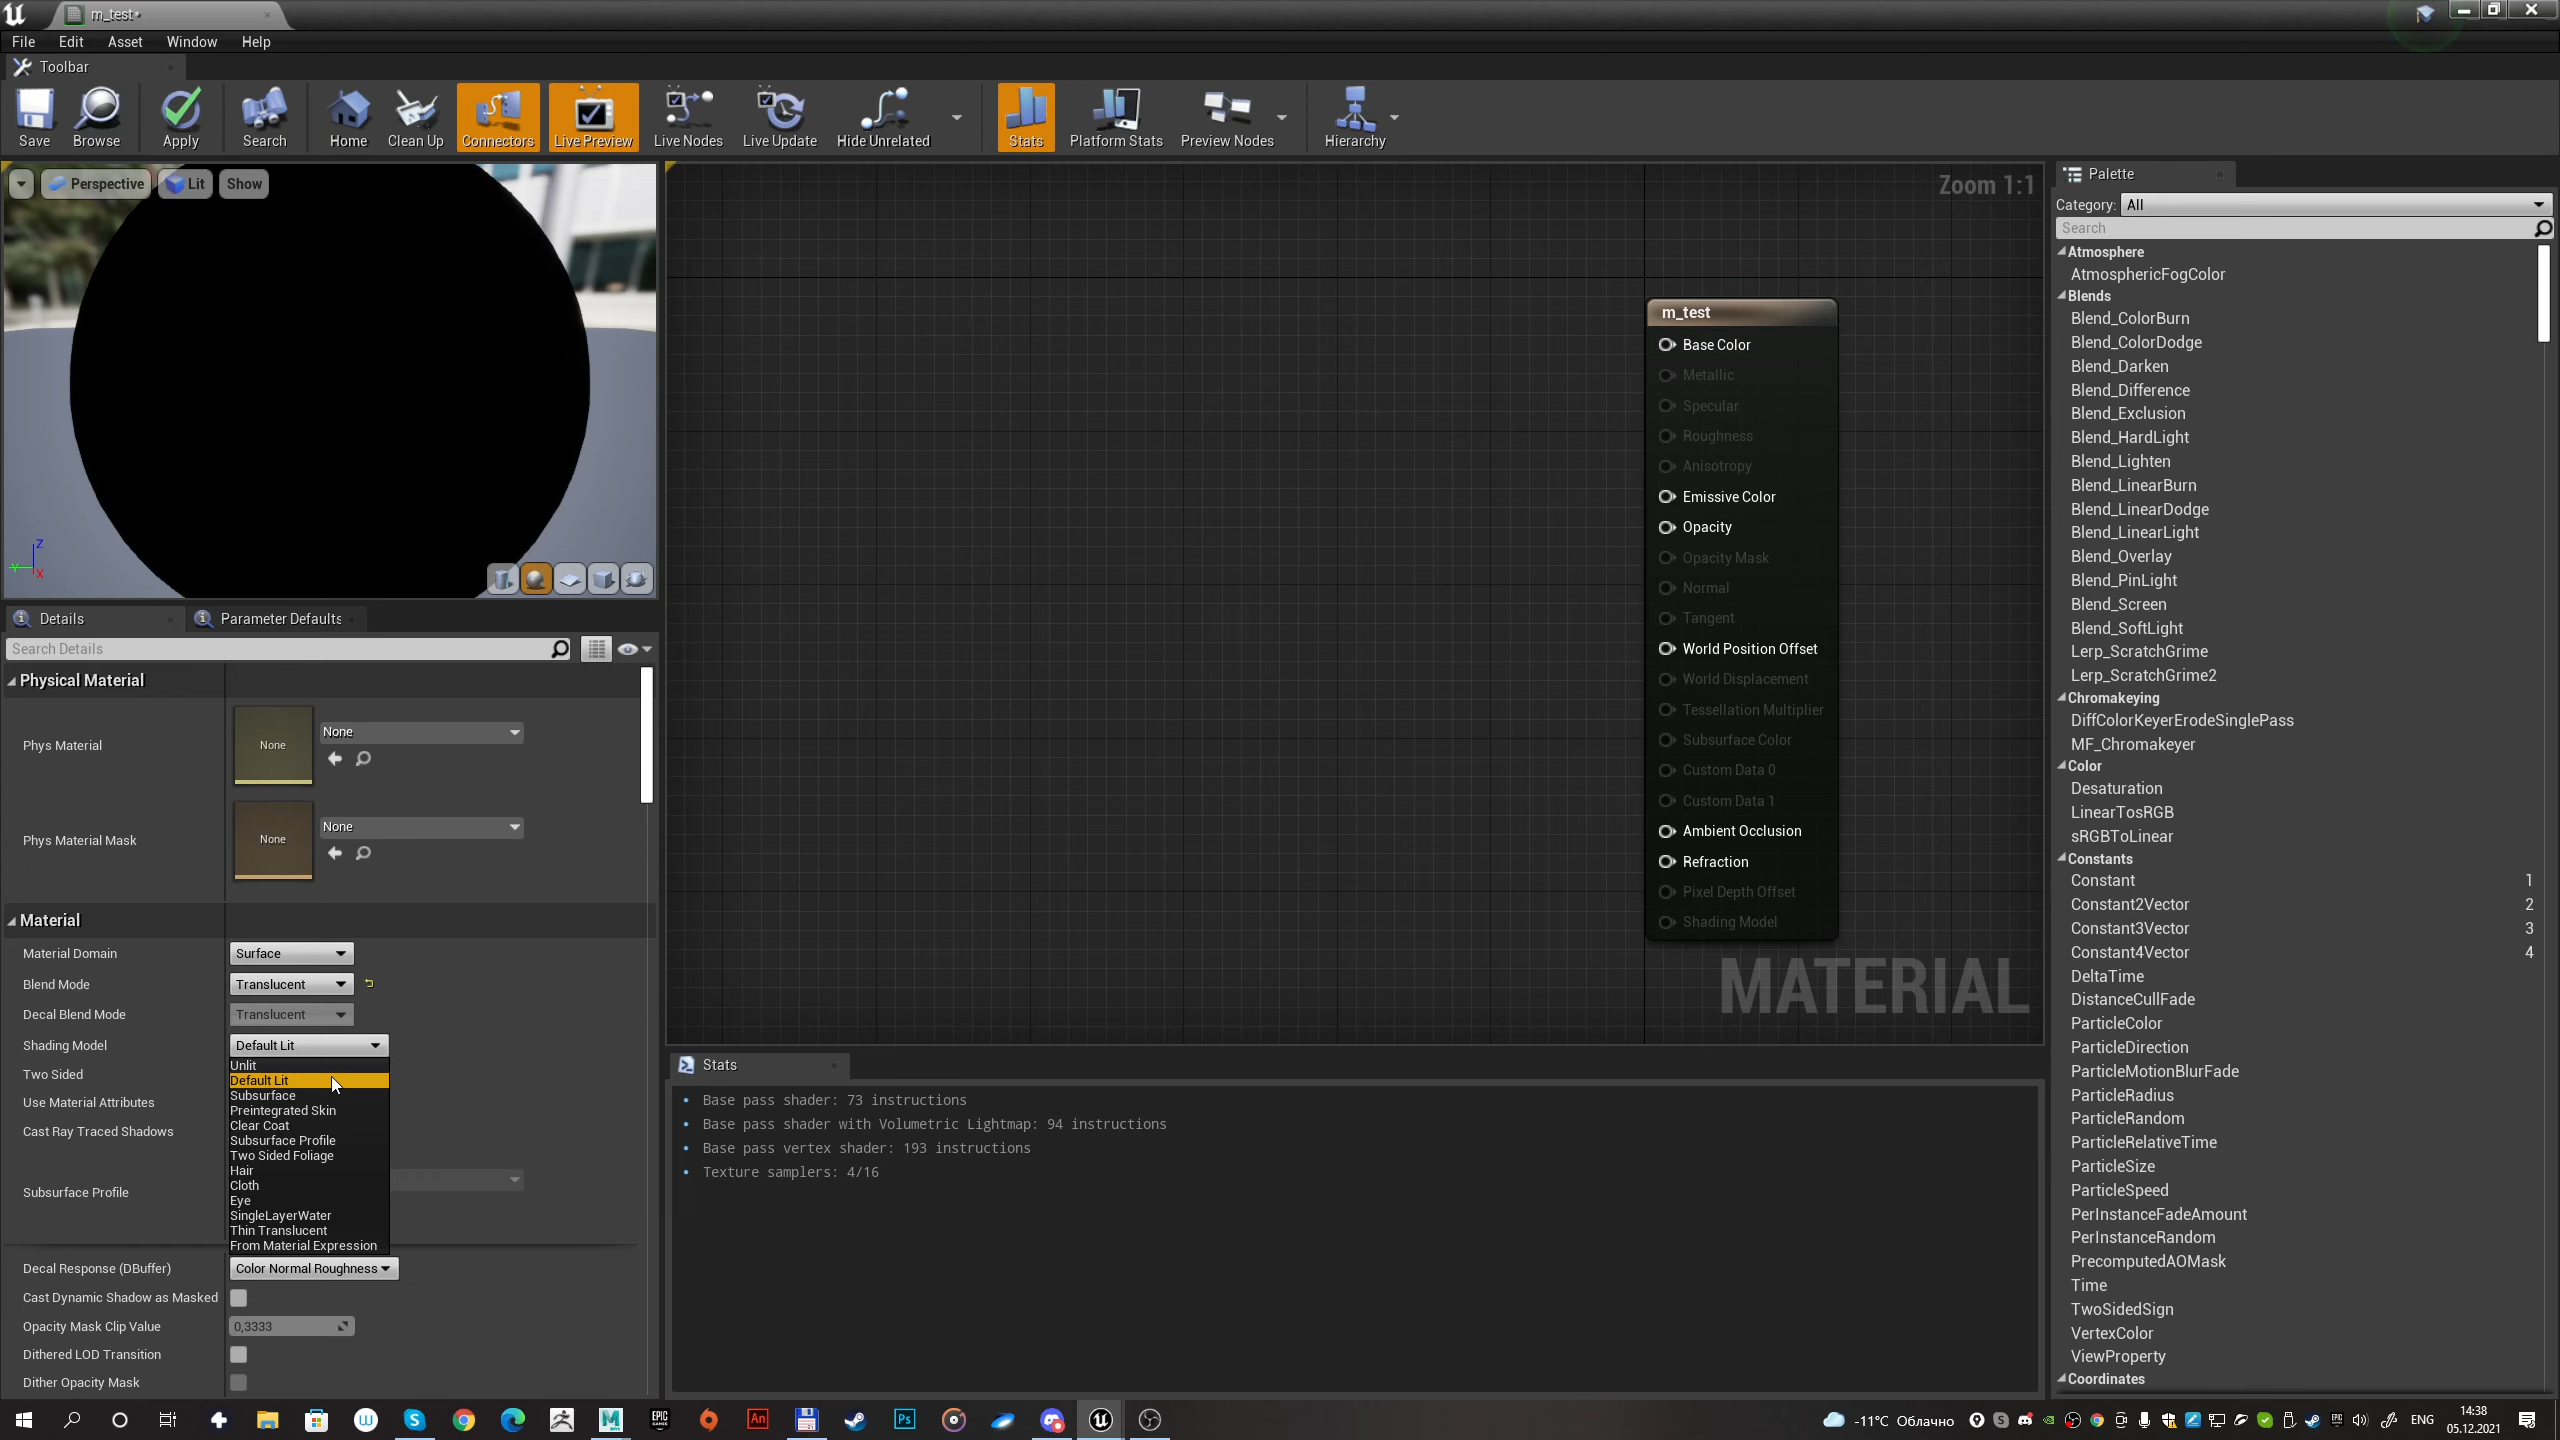 m_test*
File Edit Asset Window Help
Toolbar
Save Browse Apply Search Home Clean Up Connectors Live Preview Live Nodes Live Update Hide Unrelated Stats Platform Stats Preview Nodes Hierarchy
Perspective Lit Show
Z
Y
X
Details Parameter Defaults
Search Details
Physical Material
Phys Material
None
None
Phys Material Mask
None
None
Material
Material Domain Surface
Blend Mode Translucent
Decal Blend Mode Translucent
Shading Model Default Lit
Unlit
Two Sided
Default Lit
Subsurface
Use Material Attributes
Preintegrated Skin
Clear Coat
Cast Ray Traced Shadows
Subsurface Profile
Two Sided Foliage
Hair
Cloth
Subsurface Profile
Eye
SingleLayerWater
Thin Translucent
From Material Expression
Decal Response (DBuffer) Color Normal Roughness
Cast Dynamic Shadow as Masked
Opacity Mask Clip Value 0,3333
Dithered LOD Transition
Dither Opacity Mask
Zoom 1:1
m_test
Base Color
Metallic
Specular
Roughness
Anisotropy
Emissive Color
Opacity
Opacity Mask
Normal
Tangent
World Position Offset
World Displacement
Tessellation Multiplier
Subsurface Color
Custom Data 0
Custom Data 1
Ambient Occlusion
Refraction
Pixel Depth Offset
Shading Model
MATERIAL
Stats
Base pass shader: 73 instructions
Base pass shader with Volumetric Lightmap: 94 instructions
Base pass vertex shader: 193 instructions
Texture samplers: 4/16
Palette
Category: All
Search
Atmosphere
AtmosphericFogColor
Blends
Blend_ColorBurn
Blend_ColorDodge
Blend_Darken
Blend_Difference
Blend_Exclusion
Blend_HardLight
Blend_Lighten
Blend_LinearBurn
Blend_LinearDodge
Blend_LinearLight
Blend_Overlay
Blend_PinLight
Blend_Screen
Blend_SoftLight
Lerp_ScratchGrime
Lerp_ScratchGrime2
Chromakeying
DiffColorKeyerErodeSinglePass
MF_Chromakeyer
Color
Desaturation
LinearTosRGB
sRGBToLinear
Constants
Constant 1
Constant2Vector 2
Constant3Vector 3
Constant4Vector 4
DeltaTime
DistanceCullFade
ParticleColor
ParticleDirection
ParticleMotionBlurFade
ParticleRadius
ParticleRandom
ParticleRelativeTime
ParticleSize
ParticleSpeed
PerInstanceFadeAmount
PerInstanceRandom
PrecomputedAOMask
Time
TwoSidedSign
VertexColor
ViewProperty
Coordinates
An Ps -11°C Облачно ENG 14:38
05.12.2021